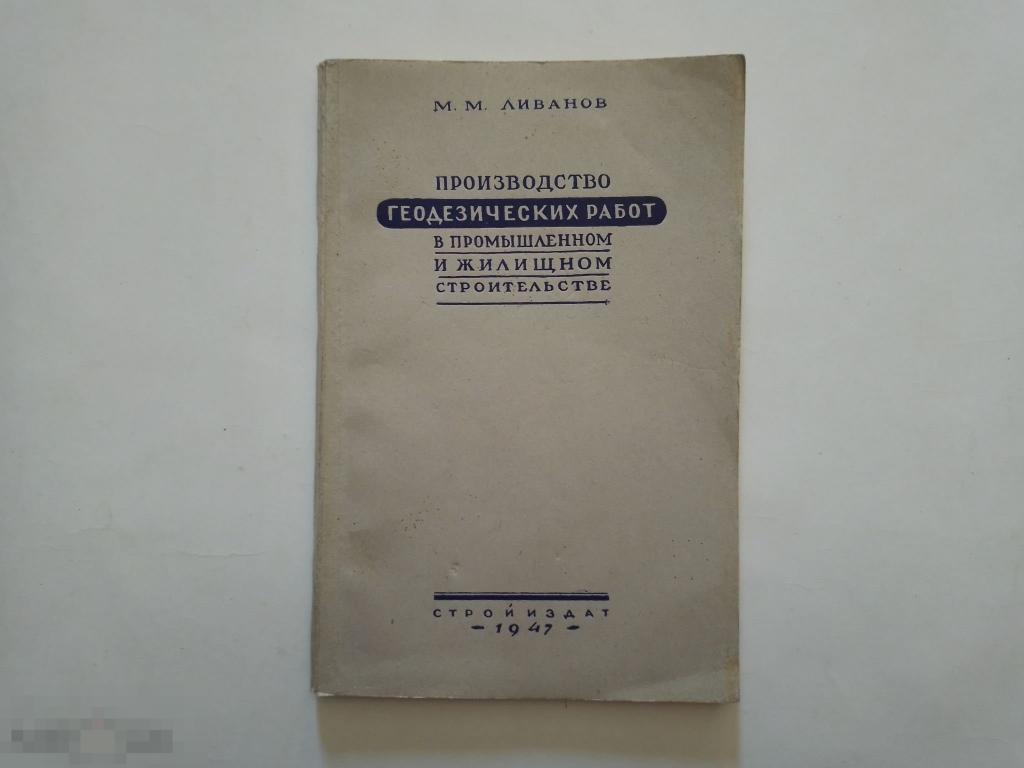 М. М. ЛИВАНОВ
ПРОИЗВОДСТВО
ГЕОДЕЗИЧЕСКИХ РАБОТ
В ПРОМЫШЛЕННОМ
И ЖИЛИЩНОМ
СТРОИТЕЛЬСТВЕ
СТРОЙИЗДАТ
- 1947 -